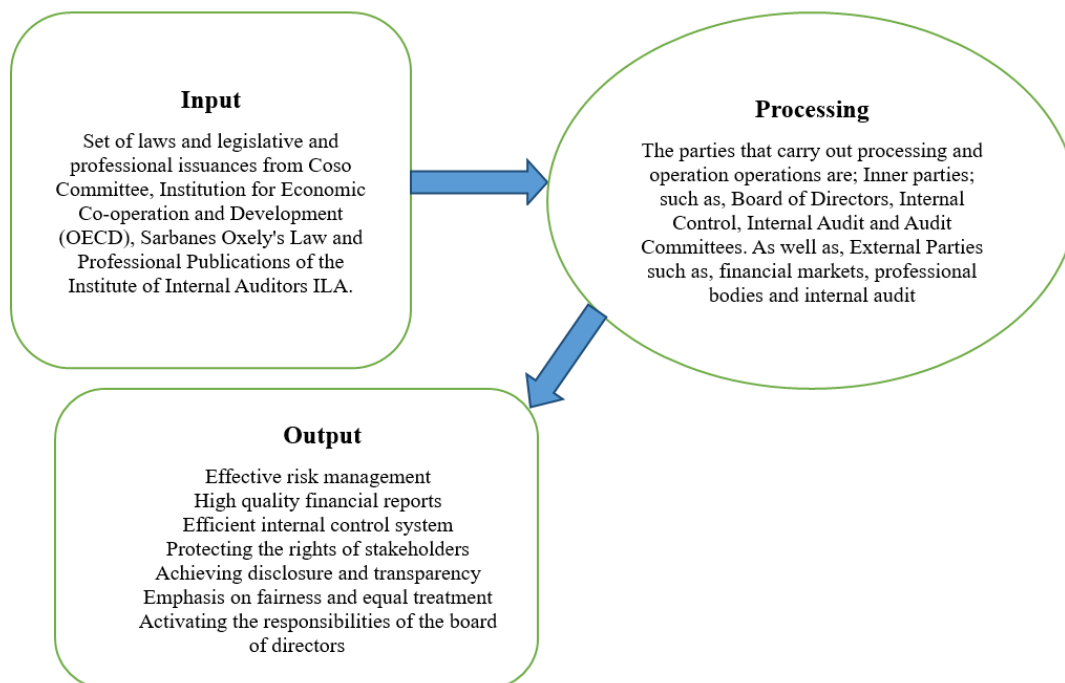 Input
Set of laws and legislative and
professional issuances from Coso
Committee, Institution for Economic
Co-operation and Development
(OECD), Sarbanes Oxely's Law and
Professional Publications of the
Institute of Internal Auditors ILA.
Processing
The parties that carry out processing and
operation operations are; Inner parties;
such as, Board of Directors, Internal
Control, Internal Audit and Audit
Committees. As well as, External Parties
such as, financial markets, professional
bodies and internal audit
Output
Effective risk management
High quality financial reports
Efficient internal control system
Protecting the rights of stakeholders
Achieving disclosure and transparency
Emphasis on fairness and equal treatment
Activating the responsibilities of the board
of directors